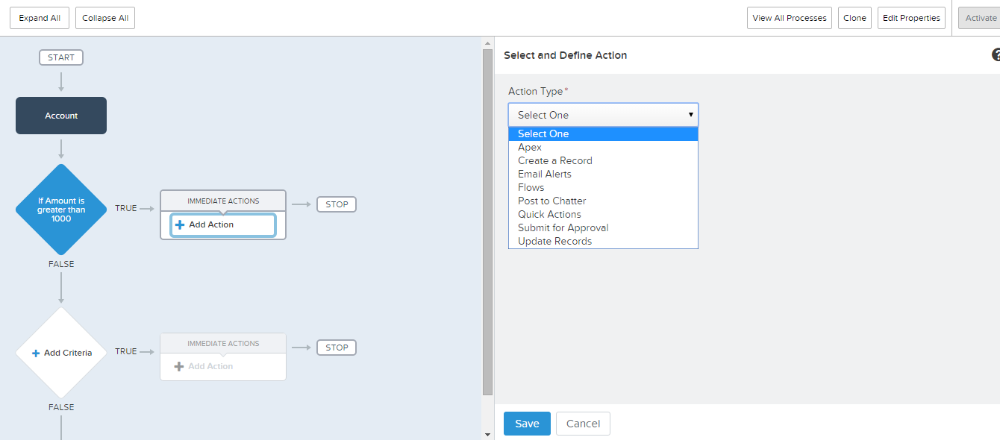 Expand All
Collapse All
View All Processes
Clone
Edit Properties
Activate
START
Account
If Amount is
greater than
1000
TRUE
IMMEDIATE ACTIONS
Add Action
STOP
FALSE
Add Criteria
TRUE
IMMEDIATE ACTIONS
Add Action
STOP
FALSE
Select and Define Action
Action Type*
Select One
Select One
Apex
Create a Record
Email Alerts
Flows
Post to Chatter
Quick Actions
Submit for Approval
Update Records
Save
Cancel